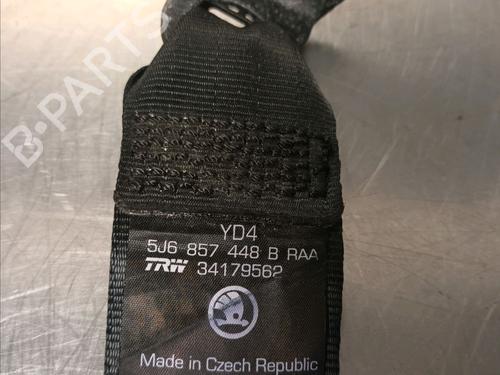 B-PARTS
YD4
5J6 857 448 B RAA
TRW 34179562
Made in Czech Republic